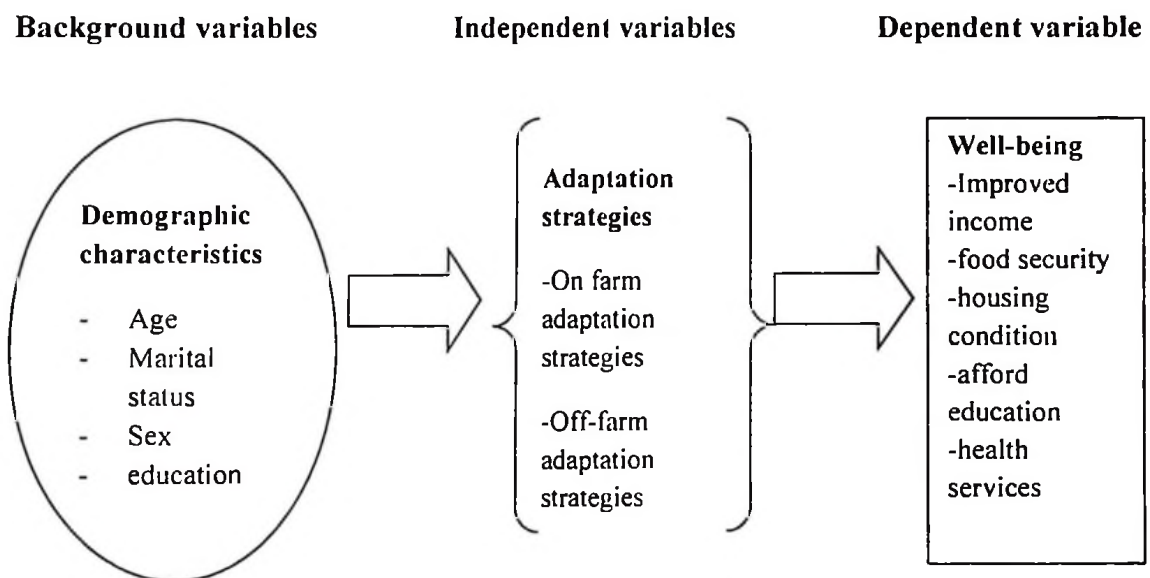 Background variables
Independent variables
Dependent variable
Demographic
characteristics
- Age
- Marital
status
- Sex
- education
Adaptation
strategies
-On farm
adaptation
strategies
-Off-farm
adaptation
strategies
Well-being
-Improved
income
-food security
-housing
condition
-afford
education
-health
services